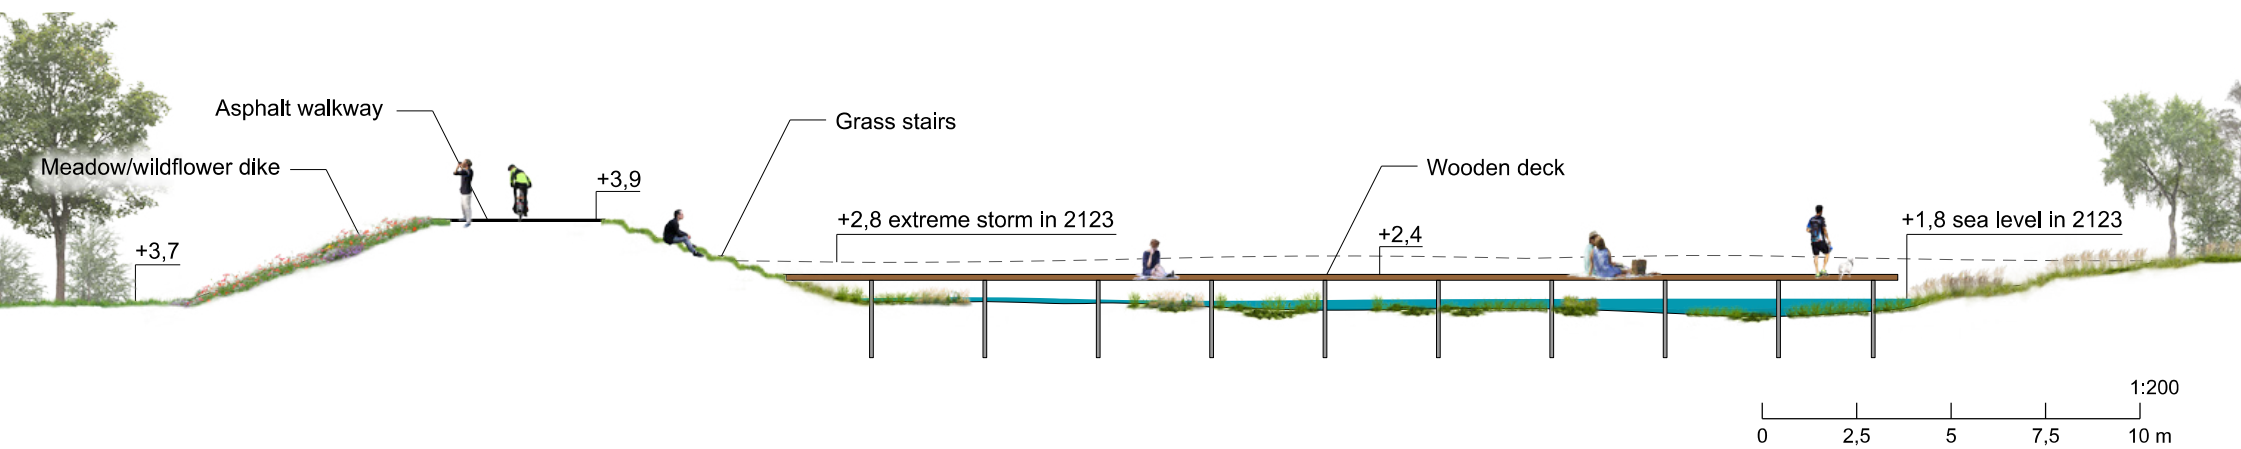 Asphalt walkway
Grass stairs
Meadow/wildflower dike
Wooden deck
+3,9
+2,8 extreme storm in 2123
+2,4
+1,8 sea level in 2123
+3,7
1:200
0 2,5 5 7,5 10 m